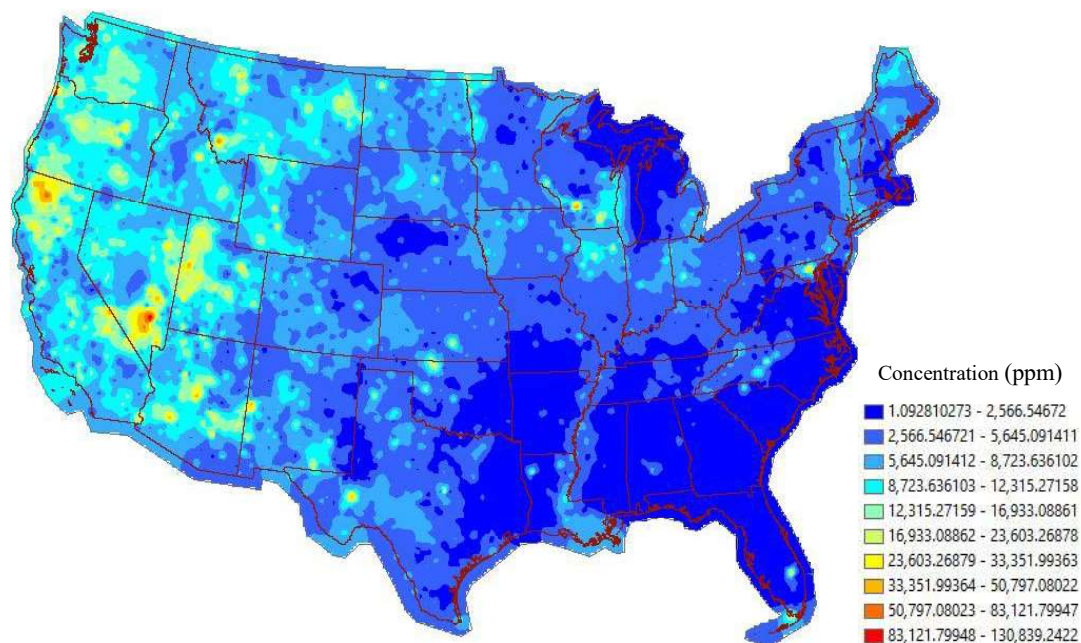 Concentration (ppm)
1.092810273 - 2,566.54672
2,566.546721 - 5,645.091411
5,645.091412 - 8,723.636102
8,723.636103 - 12,315.27158
12,315.27159 - 16,933.08861
16,933.08862 - 23,603.26878
23,603.26879 - 33,351.99363
33,351.99364 - 50,797.08022
50,797.08023 - 83,121.79947
83,121.79948 - 130,839.2422